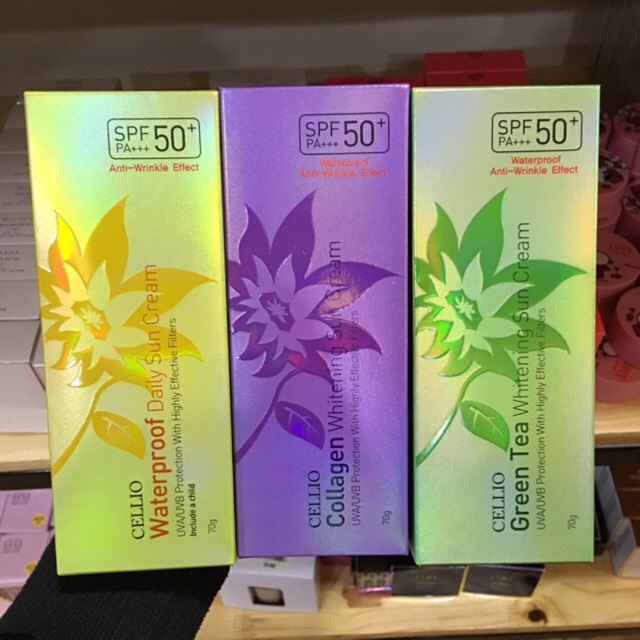 SPF
PA+++ 50+
Anti-Wrinkle Effect
CELLIO
Waterproof Daily Sun Cream
UVA/UVB Protection With Highly Effective Filters
Include a child
70g
SPF
PA+++ 50+
Waterproof
Anti-Wrinkle Effect
CELLIO
Collagen Whitening Sun Cream
UVA/UVB Protection With Highly Effective Filters
70g
SPF
PA+++ 50+
Waterproof
Anti-Wrinkle Effect
CELLIO
Green Tea Whitening Sun Cream
UVA/UVB Protection With Highly Effective Filters
70g